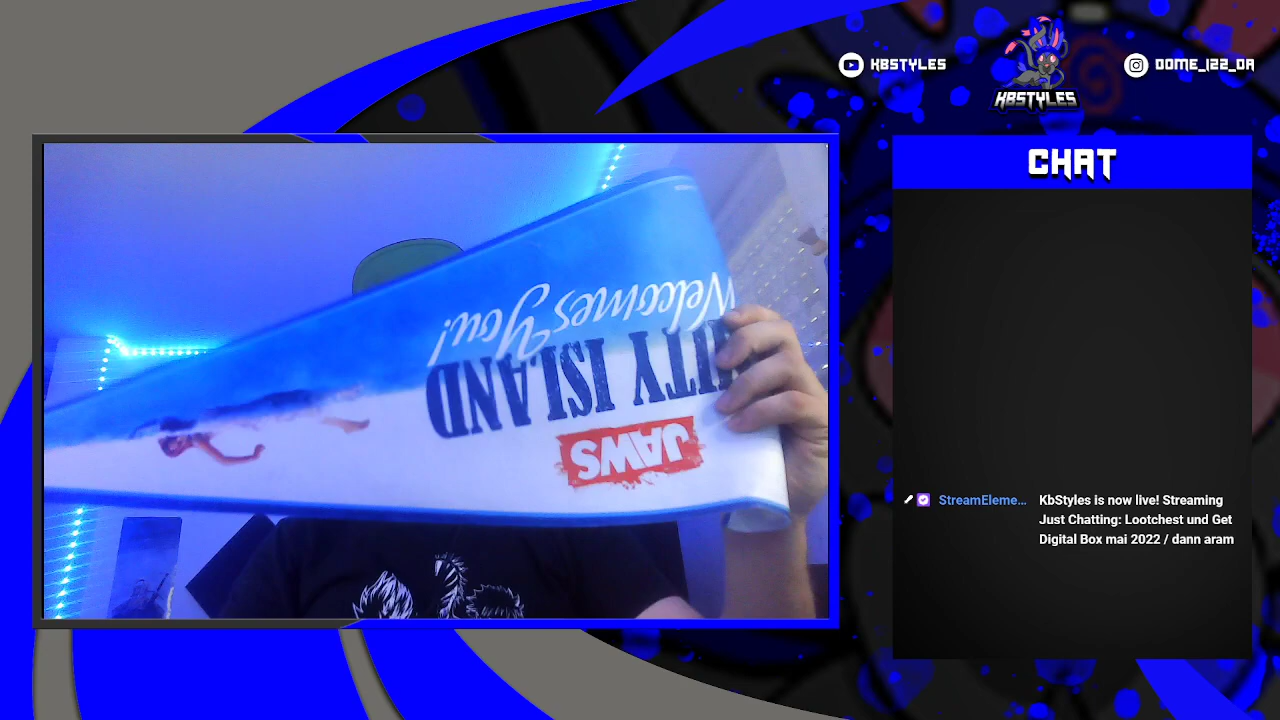 KBSTYLES
KBSTYLES
DOME_122_DA
CHAT
Welcomes You!
ITY ISLAND
JAWS
StreamEleme... KbStyles is now live! Streaming
Just Chatting: Lootchest und Get
Digital Box mai 2022 / dann aram